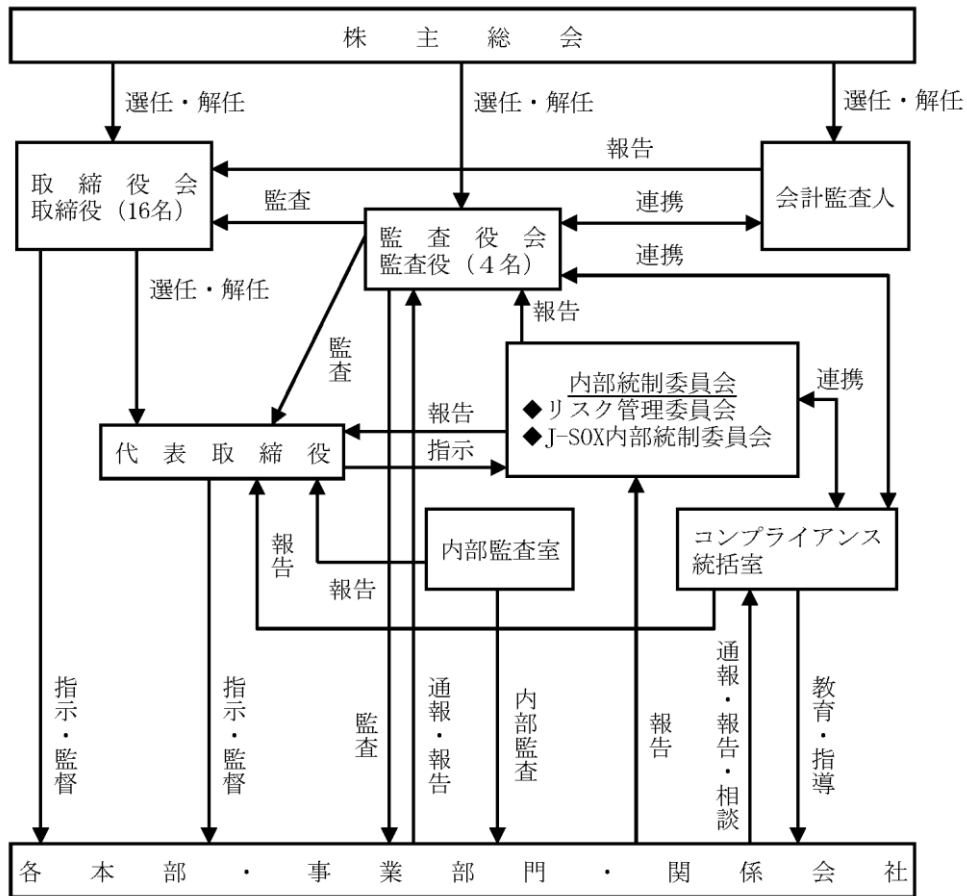 株主総会
選任・解任
選任・解任
選任・解任
報告
取締役会
取締役（16名）
監査
連携
会計監査人
監査役会
監査役（４名）
連携
選任・解任
報告
監査
内部統制委員会
◆リスク管理委員会
◆J-SOX内部統制委員会
連携
報告
代表取締役
指示
内部監査室
コンプライアンス
統括室
報告
報告
指示・監督
指示・監督
監査
通報・報告
内部監査
報告
通報・報告・相談
教育・指導
各本部・事業部門・関係会社